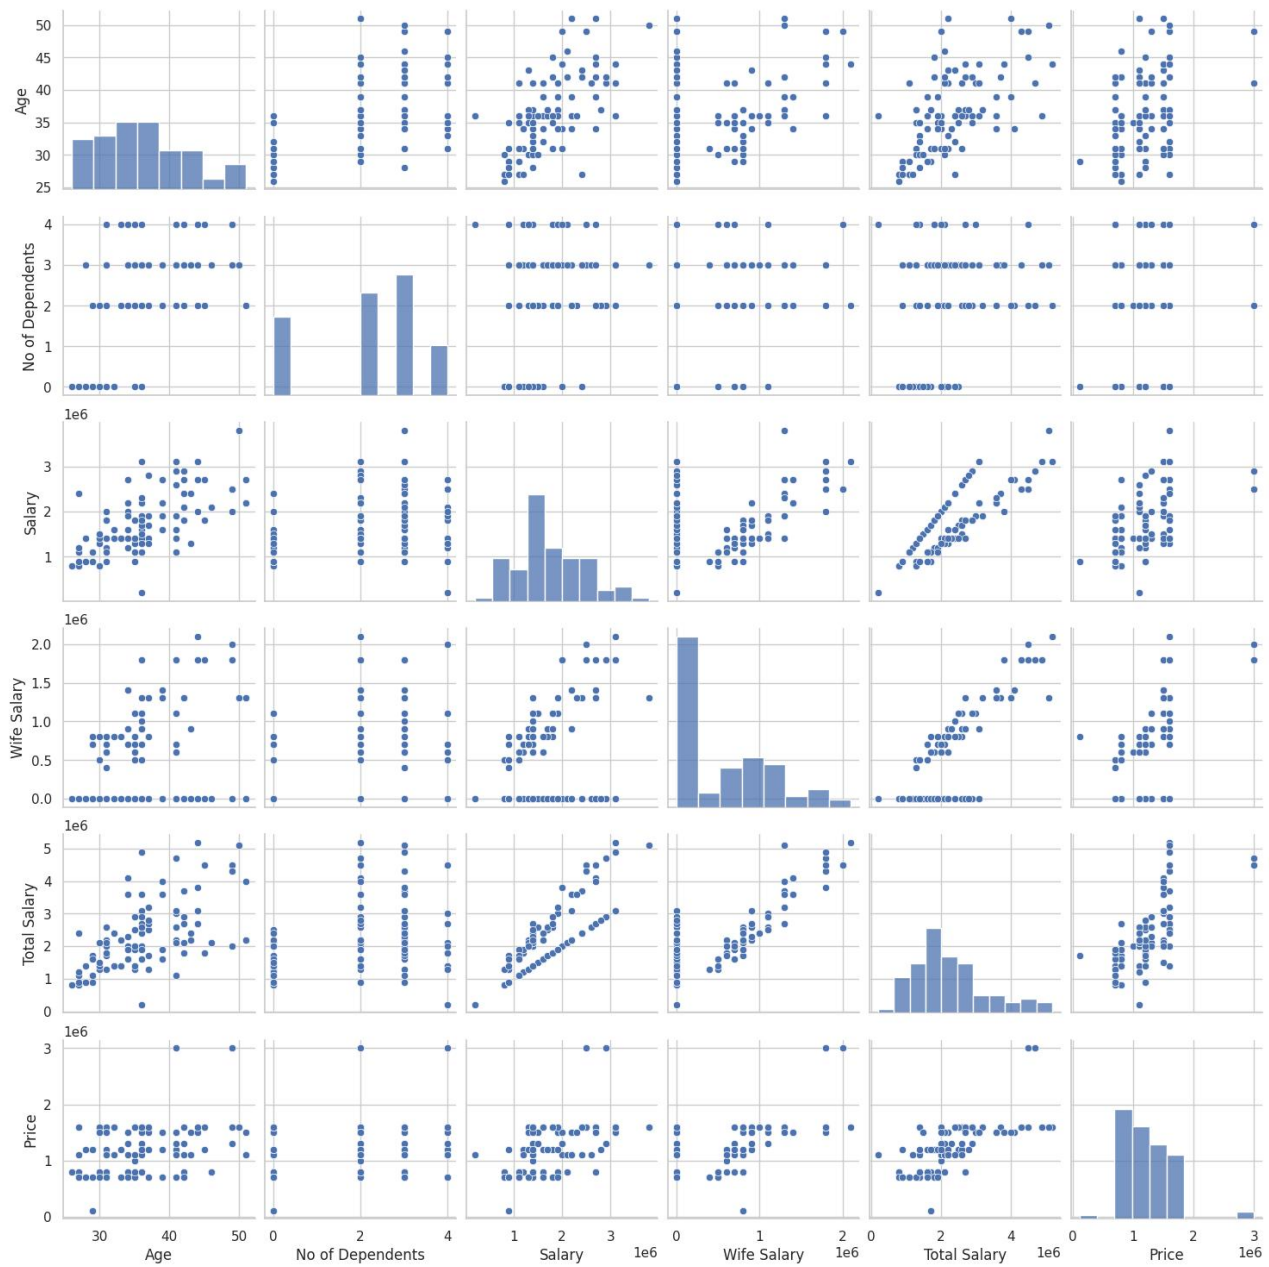 50
45
40
35
30
25
Age
4
3
2
1
0
No of Dependents
1e6
3
2
1
Salary
1e6
2.0
1.5
1.0
0.5
0.0
Wife Salary
1e6
5
4
3
2
1
0
Total Salary
1e6
3
2
1
0
Price
30 40 50
Age
0 2 4
No of Dependents
1 2 3
1e6
Salary
0 1 2
1e6
Wife Salary
0 2 4
1e6
Total Salary
0 1 2 3
1e6
Price